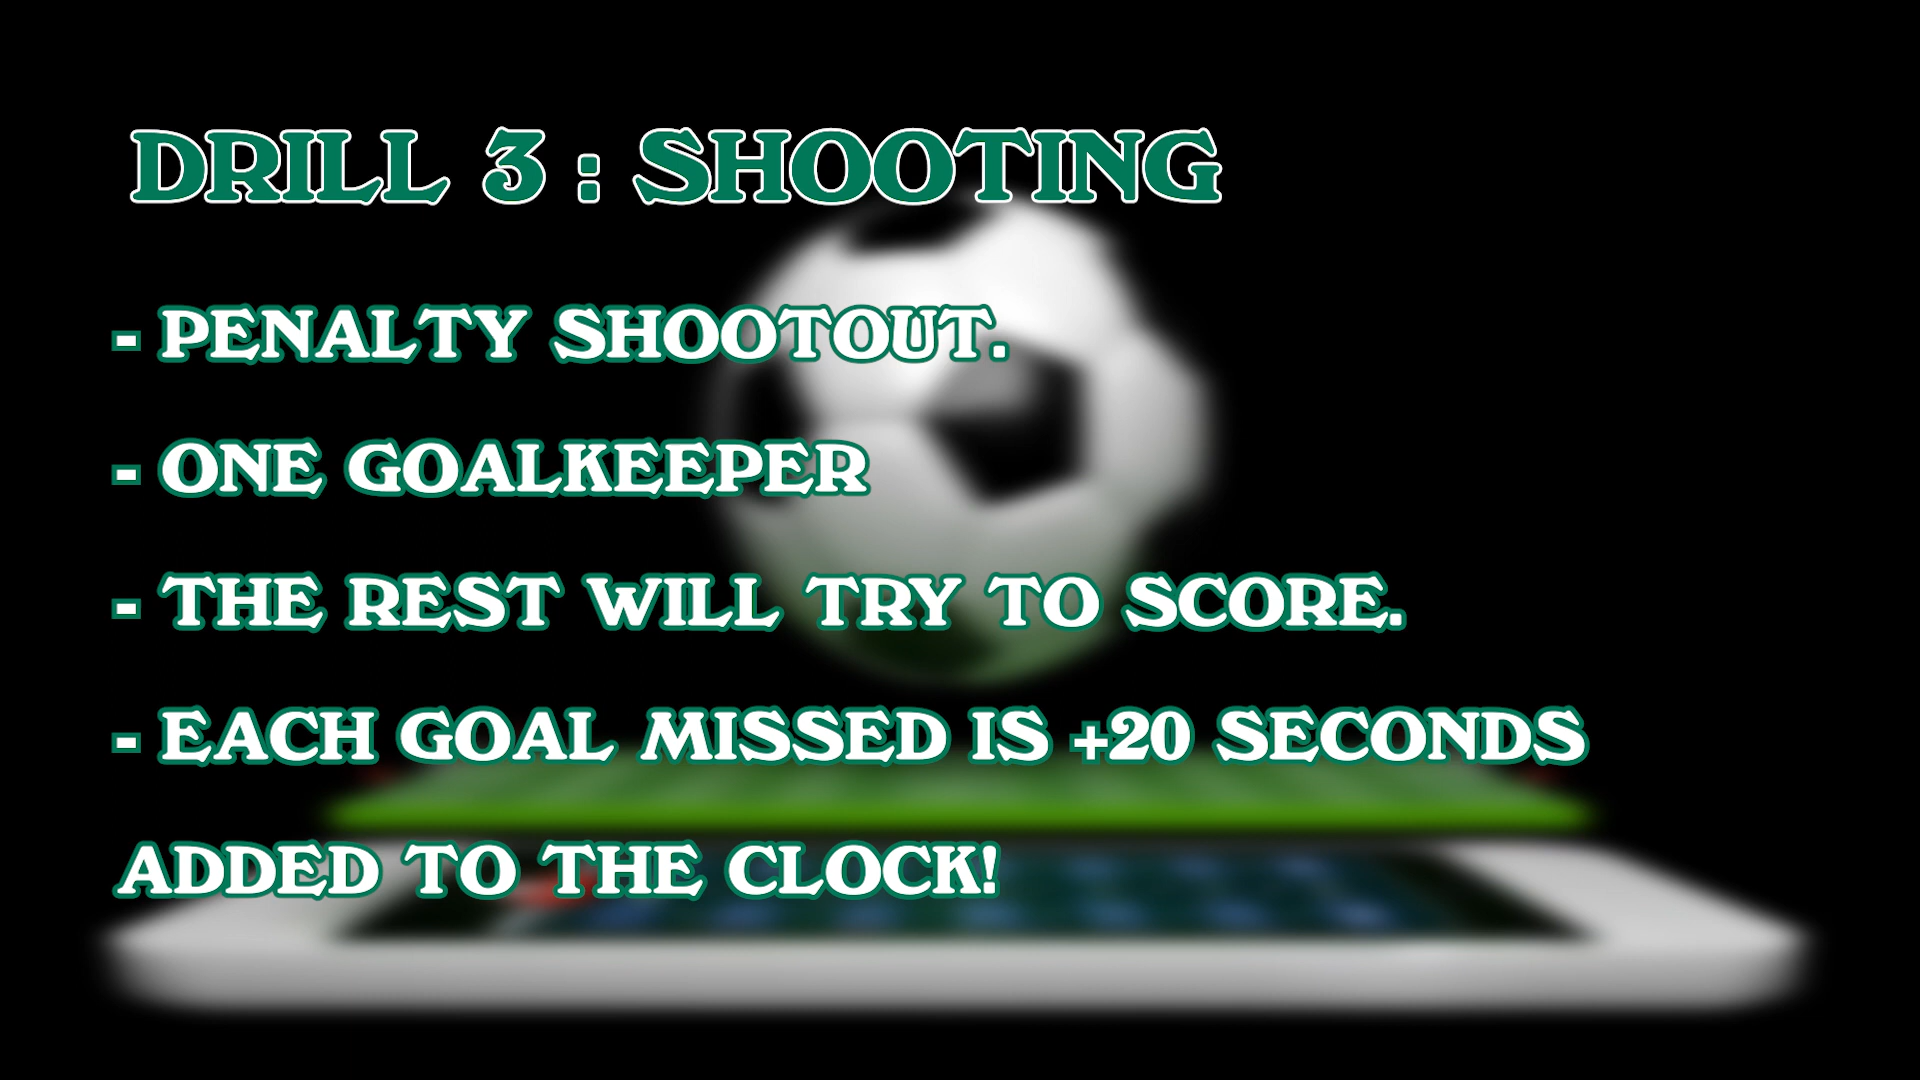 DRILL 3 : SHOOTING
- PENALTY SHOOTOUT.
- ONE GOALKEEPER
- THE REST WILL TRY TO SCORE.
- EACH GOAL MISSED IS +20 SECONDS
ADDED TO THE CLOCK!